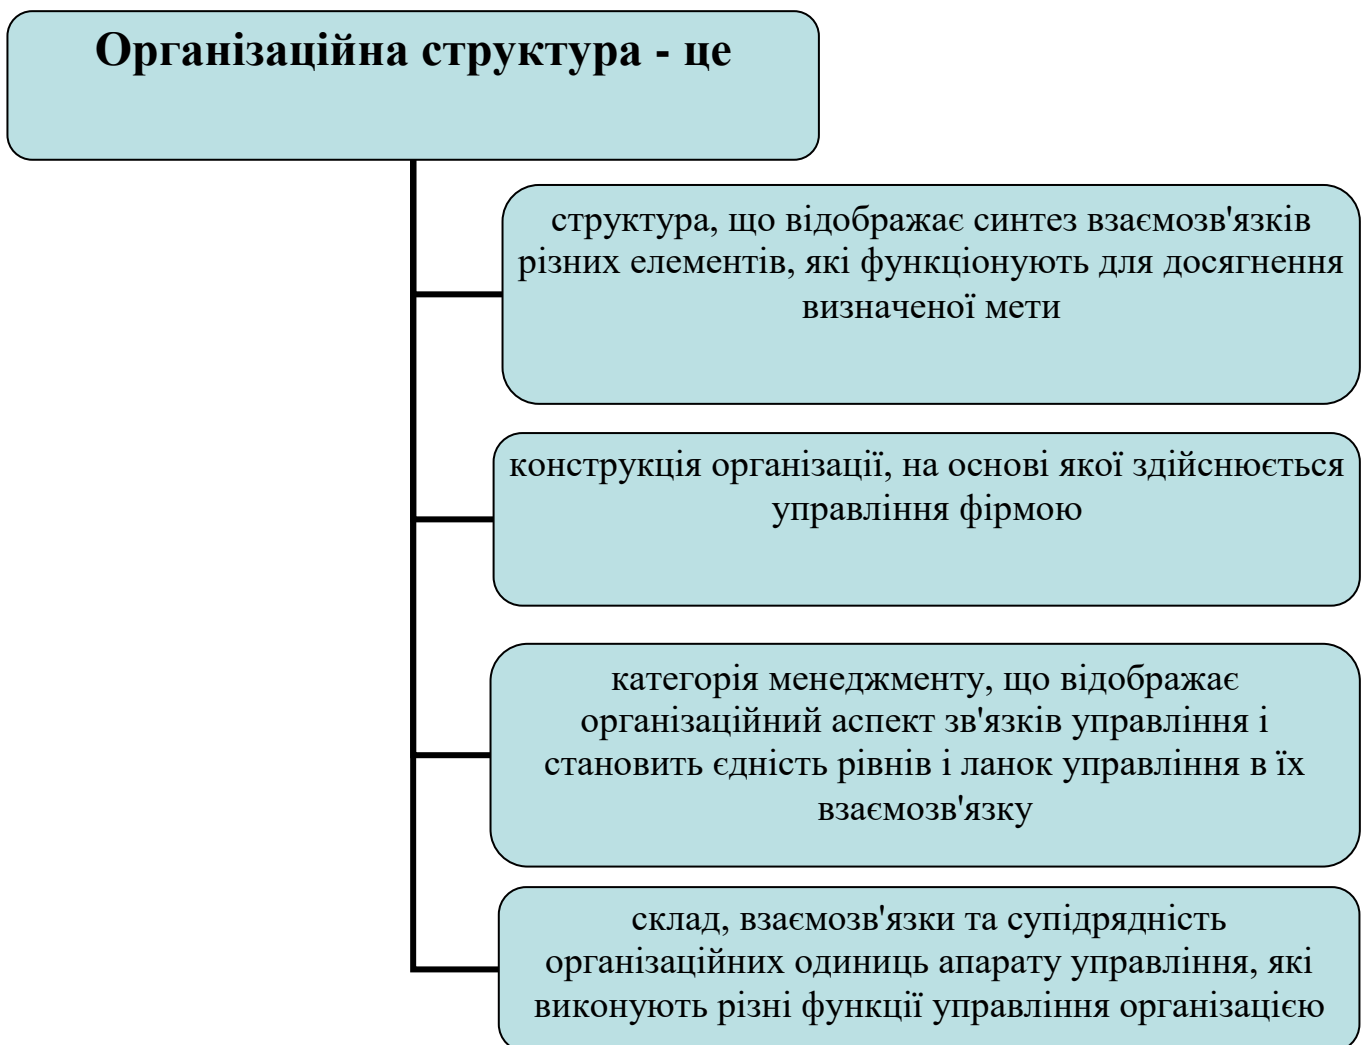 Організаційна структура - це
структура, що відображає синтез взаємозв'язків
різних елементів, які функціонують для досягнення
визначеної мети
конструкція організації, на основі якої здійснюється
управління фірмою
категорія менеджменту, що відображає
організаційний аспект зв'язків управління і
становить єдність рівнів і ланок управління в їх
взаємозв'язку
склад, взаємозв'язки та супідрядність
організаційних одиниць апарату управління, які
виконують різні функції управління організацією